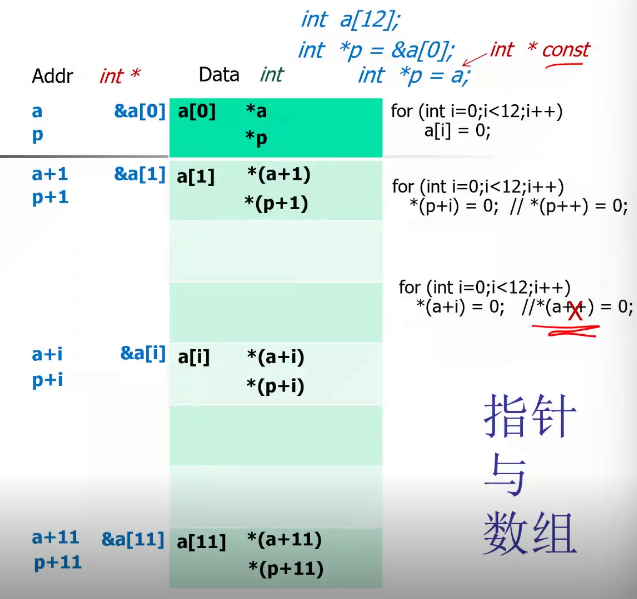 int a[12];
int *p = &a[0];
int * const
int *p = a;
Addr int * Data int
a &a[0] a[0] *a
p *p
for (int i=0;i<12;i++)
a[i] = 0;
a+1 &a[1] a[1] *(a+1)
p+1 *(p+1)
for (int i=0;i<12;i++)
*(p+i) = 0; // *(p++) = 0;
for (int i=0;i<12;i++)
*(a+i) = 0; //*(a++) = 0;
X
a+i &a[i] a[i] *(a+i)
p+i *(p+i)
指针
与
数组
a+11 &a[11] a[11] *(a+11)
p+11 *(p+11)